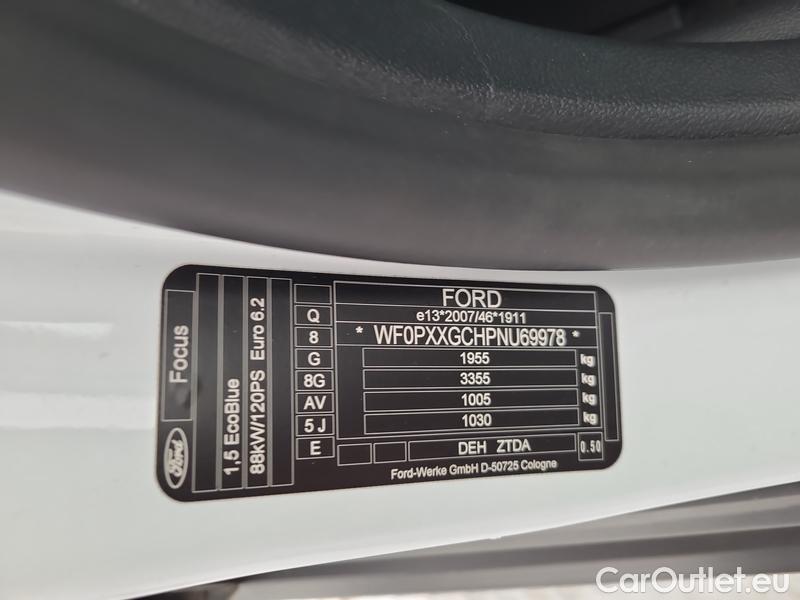 Ford
Focus
1,5 EcoBlue
88kW/120PS Euro 6.2
Q
8
G
8G
AV
5 J
E
FORD
e13*2007/46*1911
* WF0PXXGCHPNU69978 *
1955 kg
3355 kg
1005 kg
1030 kg
DEH ZTDA 0.50
Ford-Werke GmbH D-50725 Cologne
CarOutlet.eu